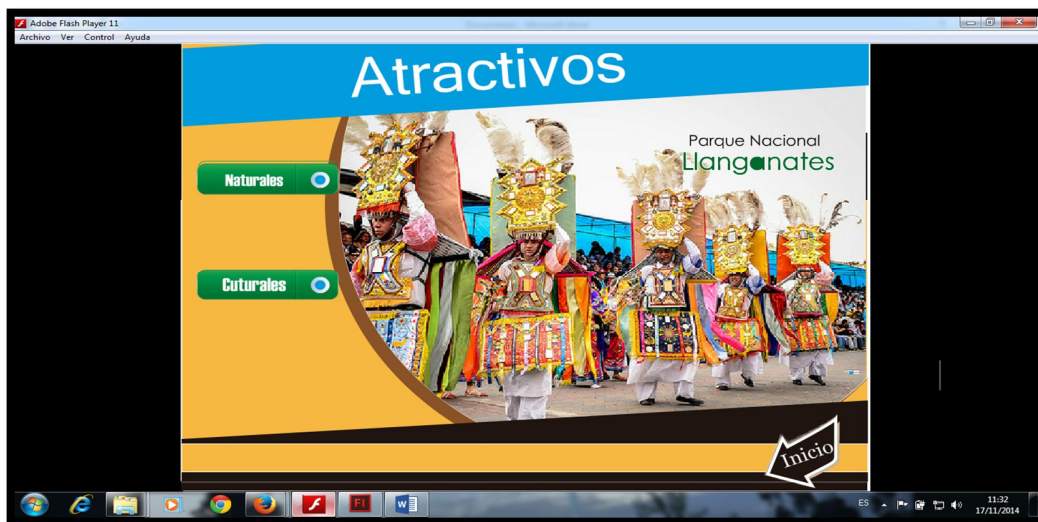 Adobe Flash Player 11
Archivo Ver Control Ayuda
Atractivos
Parque Nacional
Llanganates
Naturales
Cuturales
Inicio
ES
11:32
17/11/2014